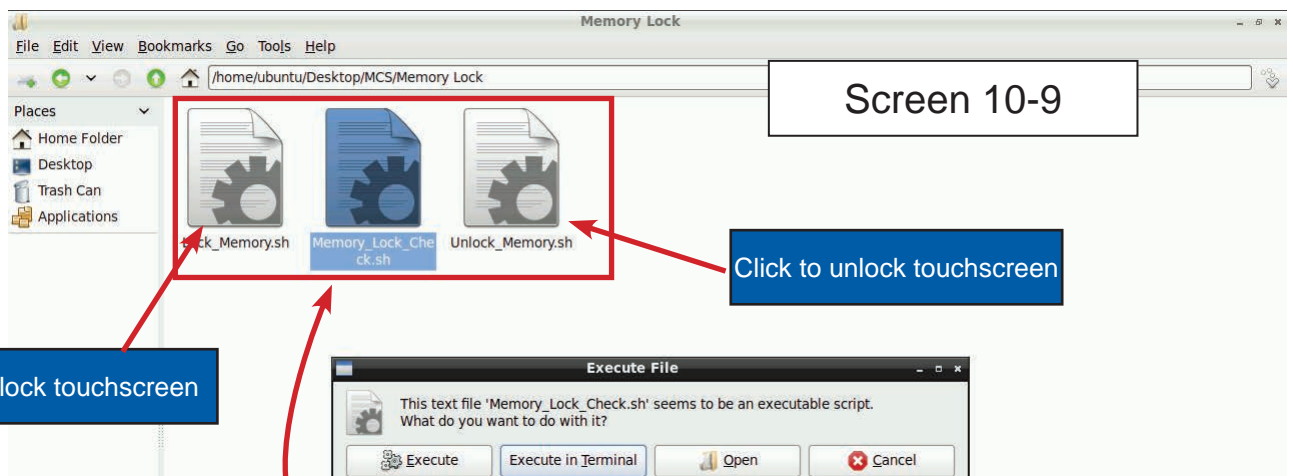 Memory Lock
File Edit View Bookmarks Go Tools Help
/home/ubuntu/Desktop/MCS/Memory Lock
Screen 10-9
Places
Home Folder
Desktop
Trash Can
Applications
Lock_Memory.sh
Memory_Lock_Che
ck.sh
Unlock_Memory.sh
Click to unlock touchscreen
lock touchscreen
Execute File
This text file 'Memory_Lock_Check.sh' seems to be an executable script.
What do you want to do with it?
Execute
Execute in Terminal
Open
Cancel